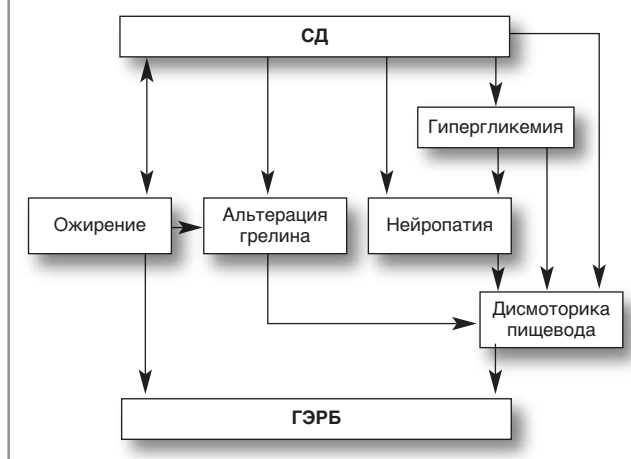 СД
Гипергликемия
Ожирение
Альтерация
грелина
Нейропатия
Дисмоторика
пищевода
ГЭРБ